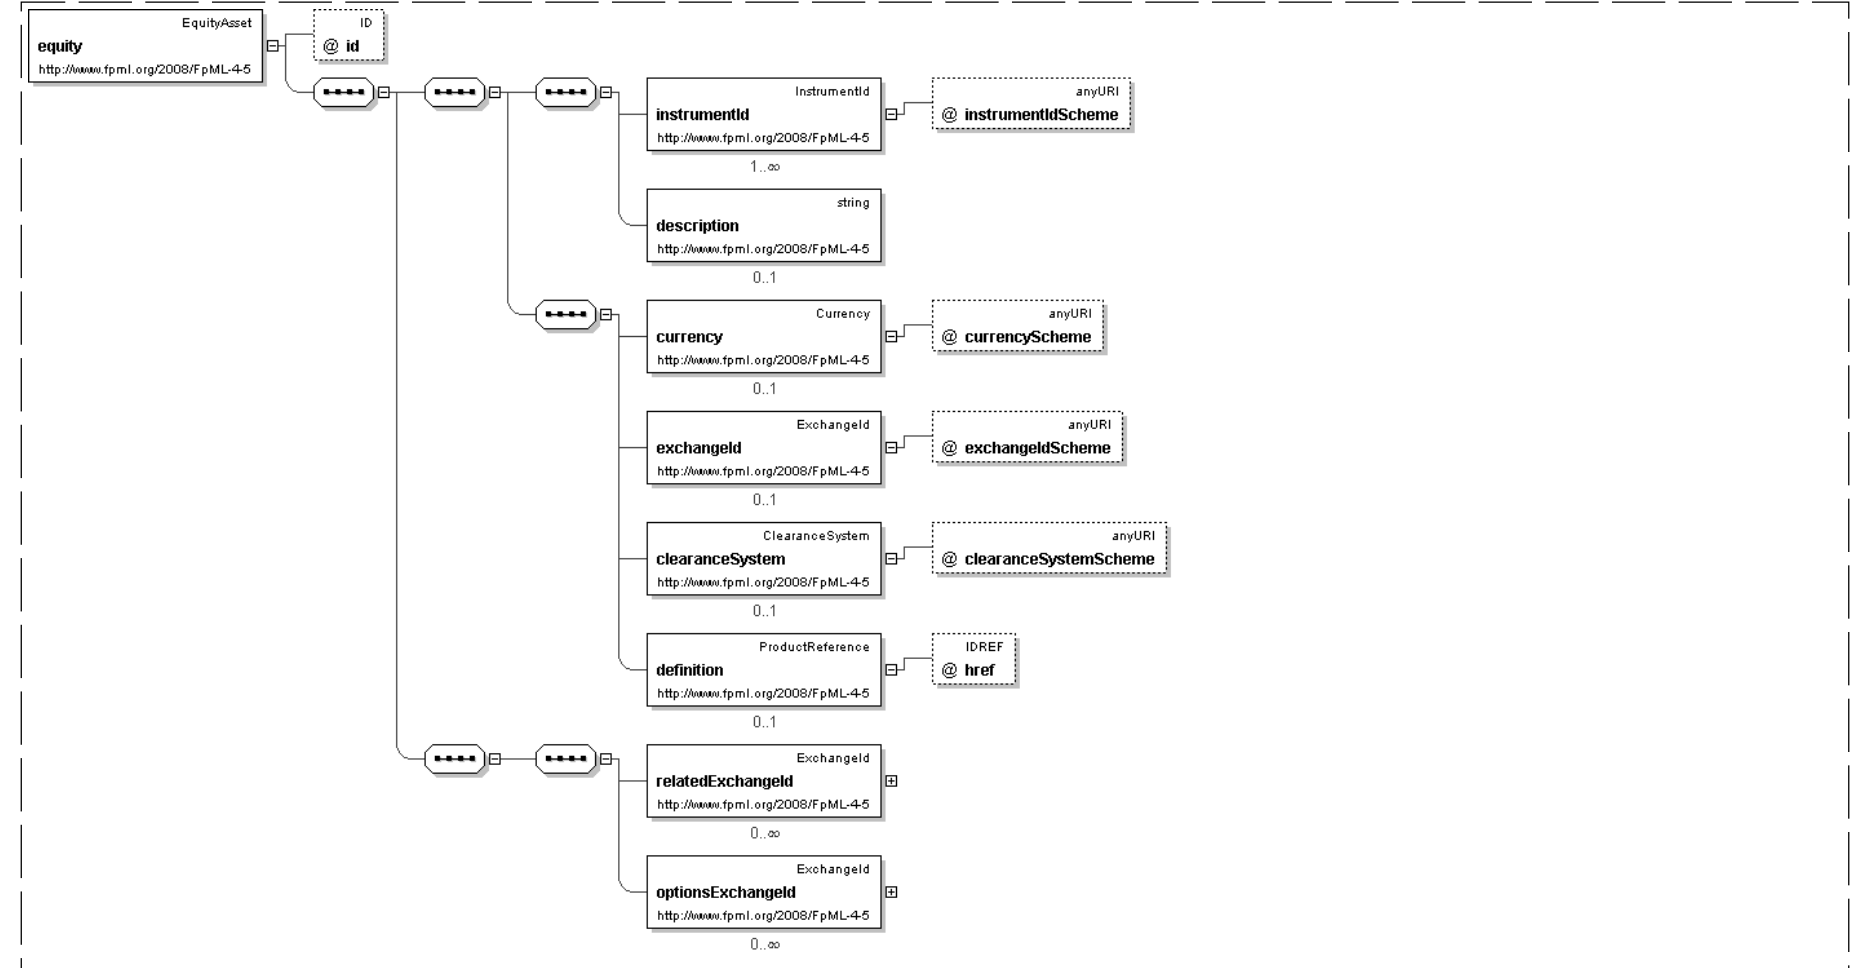 EquityAsset
equity
http://www.fpml.org/2008/FpML-4-5
ID
@ id
InstrumentId
instrumentId
http://www.fpml.org/2008/FpML-4-5
1..∞
anyURI
@ instrumentIdScheme
string
description
http://www.fpml.org/2008/FpML-4-5
0..1
Currency
currency
http://www.fpml.org/2008/FpML-4-5
0..1
anyURI
@ currencyScheme
ExchangeId
exchangeId
http://www.fpml.org/2008/FpML-4-5
0..1
anyURI
@ exchangeIdScheme
ClearanceSystem
clearanceSystem
http://www.fpml.org/2008/FpML-4-5
0..1
anyURI
@ clearanceSystemScheme
ProductReference
definition
http://www.fpml.org/2008/FpML-4-5
0..1
IDREF
@ href
ExchangeId
relatedExchangeId
http://www.fpml.org/2008/FpML-4-5
0..∞
ExchangeId
optionsExchangeId
http://www.fpml.org/2008/FpML-4-5
0..∞